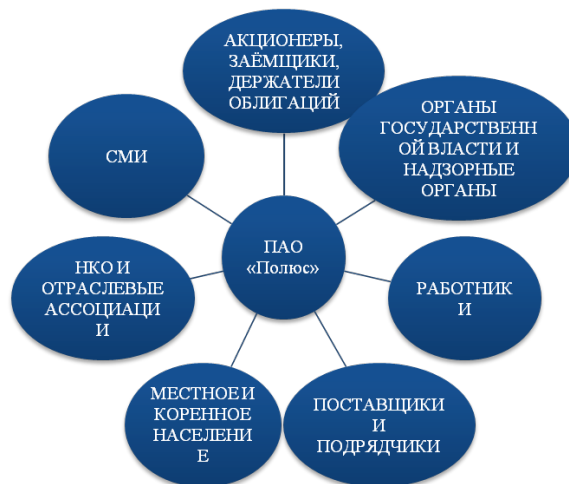 АКЦИОНЕРЫ,
ЗАЁМЩИКИ,
ДЕРЖАТЕЛИ
ОБЛИГАЦИЙ
ОРГАНЫ
ГОСУДАРСТВЕНН
ОЙ ВЛАСТИ И
НАДЗОРНЫЕ
ОРГАНЫ
РАБОТНИК
И
ПОСТАВЩИКИ
И
ПОДРЯДЧИКИ
МЕСТНОЕ И
КОРЕННОЕ
НАСЕЛЕНИ
Е
НКО И
ОТРАСЛЕВЫЕ
АССОЦИАЦИ
И
СМИ
ПАО
«Полюс»